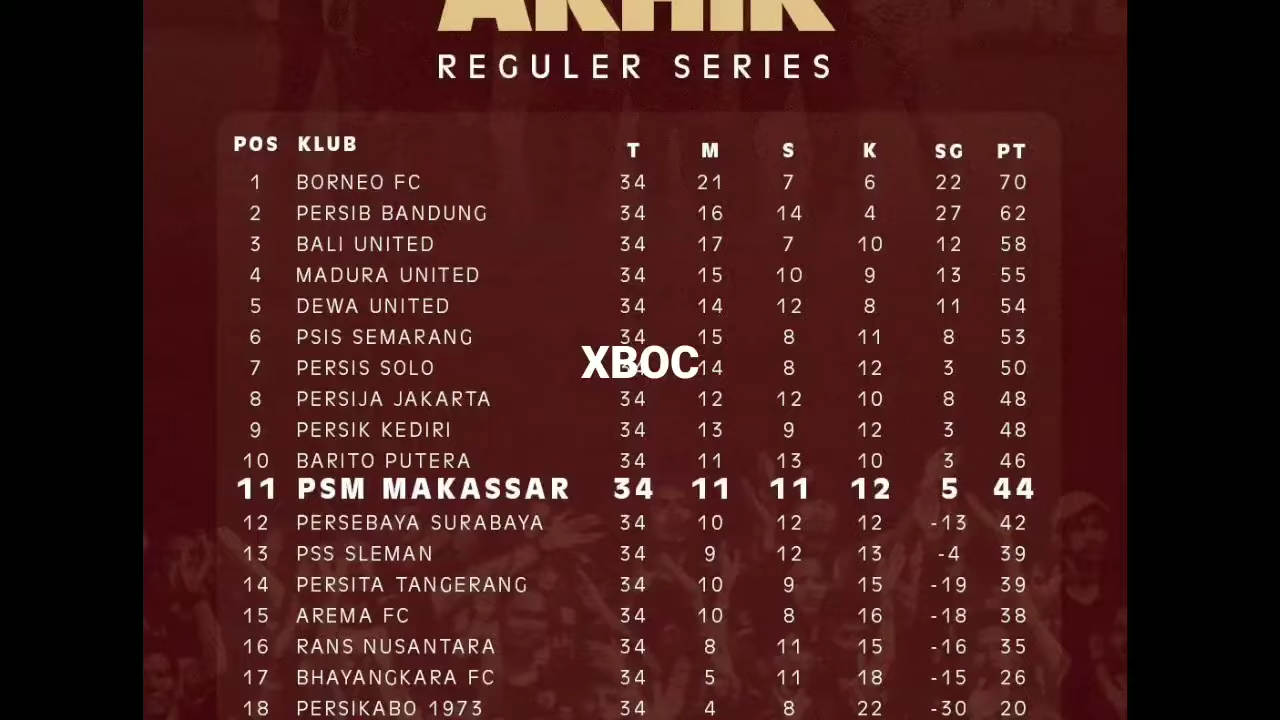 AKHIR
REGULER SERIES
POS KLUB T M S K SG PT
1 BORNEO FC 34 21 7 6 22 70
2 PERSIB BANDUNG 34 16 14 4 27 62
3 BALI UNITED 34 17 7 10 12 58
4 MADURA UNITED 34 15 10 9 13 55
5 DEWA UNITED 34 14 12 8 11 54
6 PSIS SEMARANG 34 15 8 11 8 53
XBOC
7 PERSIS SOLO 14 8 12 3 50
8 PERSIJA JAKARTA 34 12 12 10 8 48
9 PERSIK KEDIRI 34 13 9 12 3 48
10 BARITO PUTERA 34 11 13 10 3 46
11 PSM MAKASSAR 34 11 11 12 5 44
12 PERSEBAYA SURABAYA 34 10 12 12 -13 42
13 PSS SLEMAN 34 9 12 13 -4 39
14 PERSITA TANGERANG 34 10 9 15 -19 39
15 AREMA FC 34 10 8 16 -18 38
16 RANS NUSANTARA 34 8 11 15 -16 35
17 BHAYANGKARA FC 34 5 11 18 -15 26
18 PERSIKABO 1973 34 4 8 22 -30 20